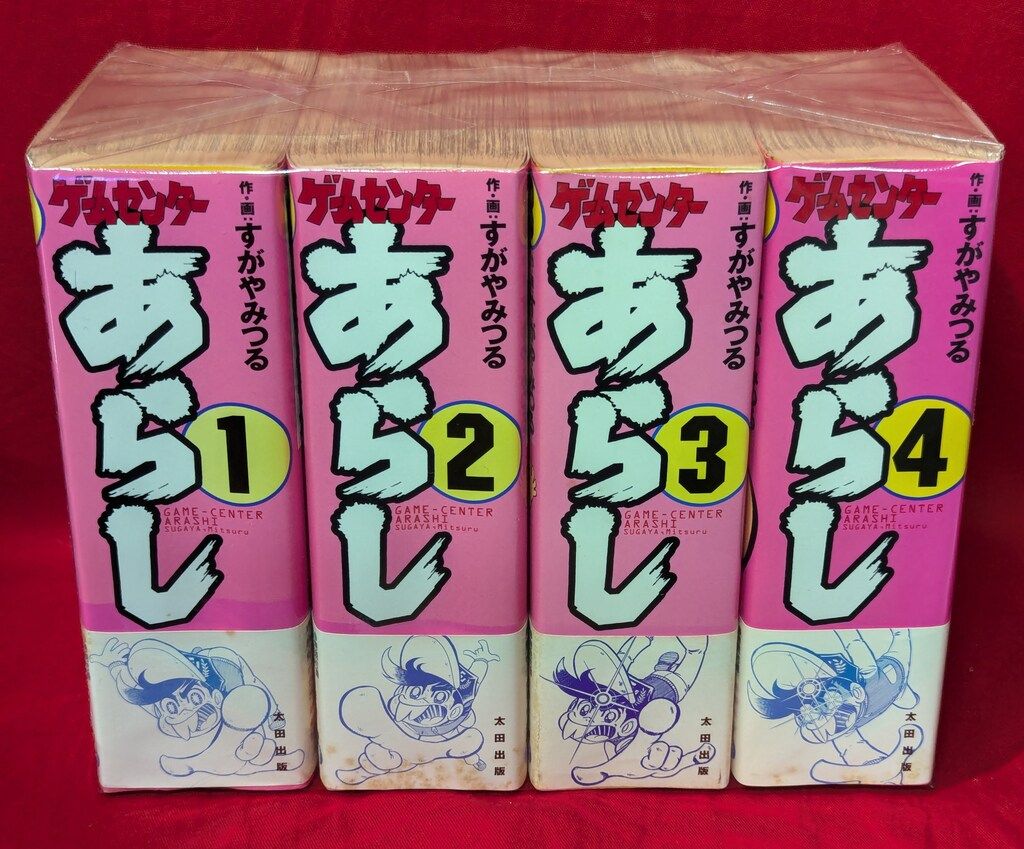 ゲームセンター
あらし
作・画:すがやみつる
1
GAME-CENTER
ARASHI
SUGAYA・Mitsuru
太田出版
ゲームセンター
あらし
作・画:すがやみつる
2
GAME-CENTER
ARASHI
SUGAYA・Mitsuru
太田出版
ゲームセンター
あらし
作・画:すがやみつる
3
GAME-CENTER
ARASHI
SUGAYA・Mitsuru
太田出版
ゲームセンター
あらし
作・画:すがやみつる
4
GAME-CENTER
ARASHI
SUGAYA・Mitsuru
太田出版